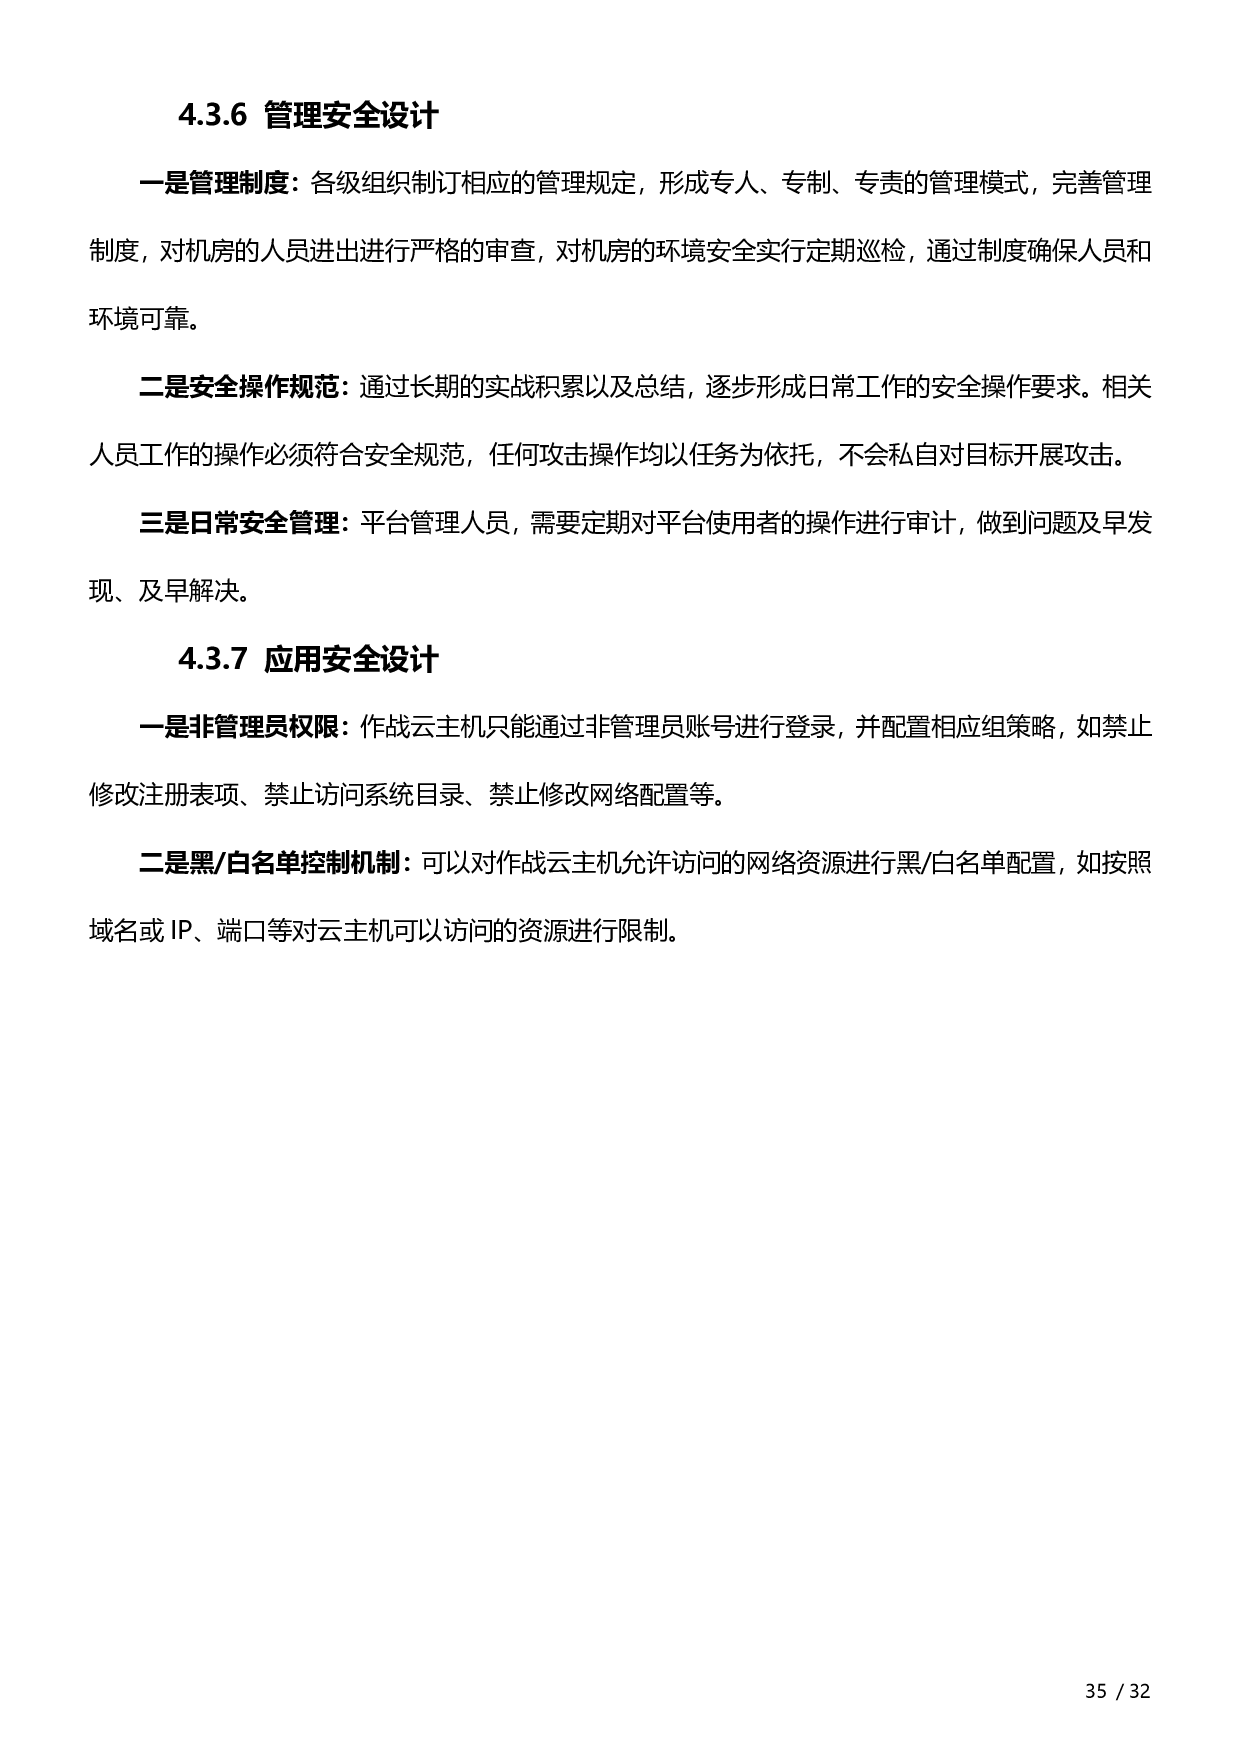 4.3.6 管理安全设计
一是管理制度：各级组织制订相应的管理规定，形成专人、专制、专责的管理模式，完善管理
制度，对机房的人员进出进行严格的审查，对机房的环境安全实行定期巡检，通过制度确保人员和
环境可靠。
二是安全操作规范：通过长期的实战积累以及总结，逐步形成日常工作的安全操作要求。相关
人员工作的操作必须符合安全规范，任何攻击操作均以任务为依托，不会私自对目标开展攻击。
三是日常安全管理：平台管理人员，需要定期对平台使用者的操作进行审计，做到问题及早发
现、及早解决。
4.3.7 应用安全设计
一是非管理员权限：作战云主机只能通过非管理员账号进行登录，并配置相应组策略，如禁止
修改注册表项、禁止访问系统目录、禁止修改网络配置等。
二是黑/白名单控制机制：可以对作战云主机允许访问的网络资源进行黑/白名单配置，如按照
域名或 IP、端口等对云主机可以访问的资源进行限制。
35 / 32